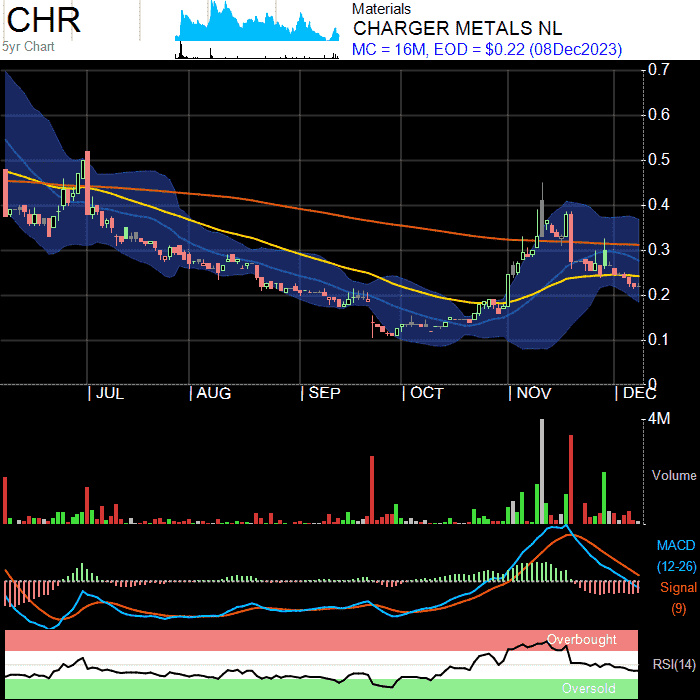 CHR
5yr Chart
Materials
CHARGER METALS NL
MC = 16M, EOD = $0.22 (08Dec2023)
0.7
0.6
0.5
0.4
0.3
0.2
0.1
0
JUL AUG SEP OCT NOV DEC
4M
Volume
MACD
(12-26)
Signal
(9)
Overbought
RSI(14)
Oversold